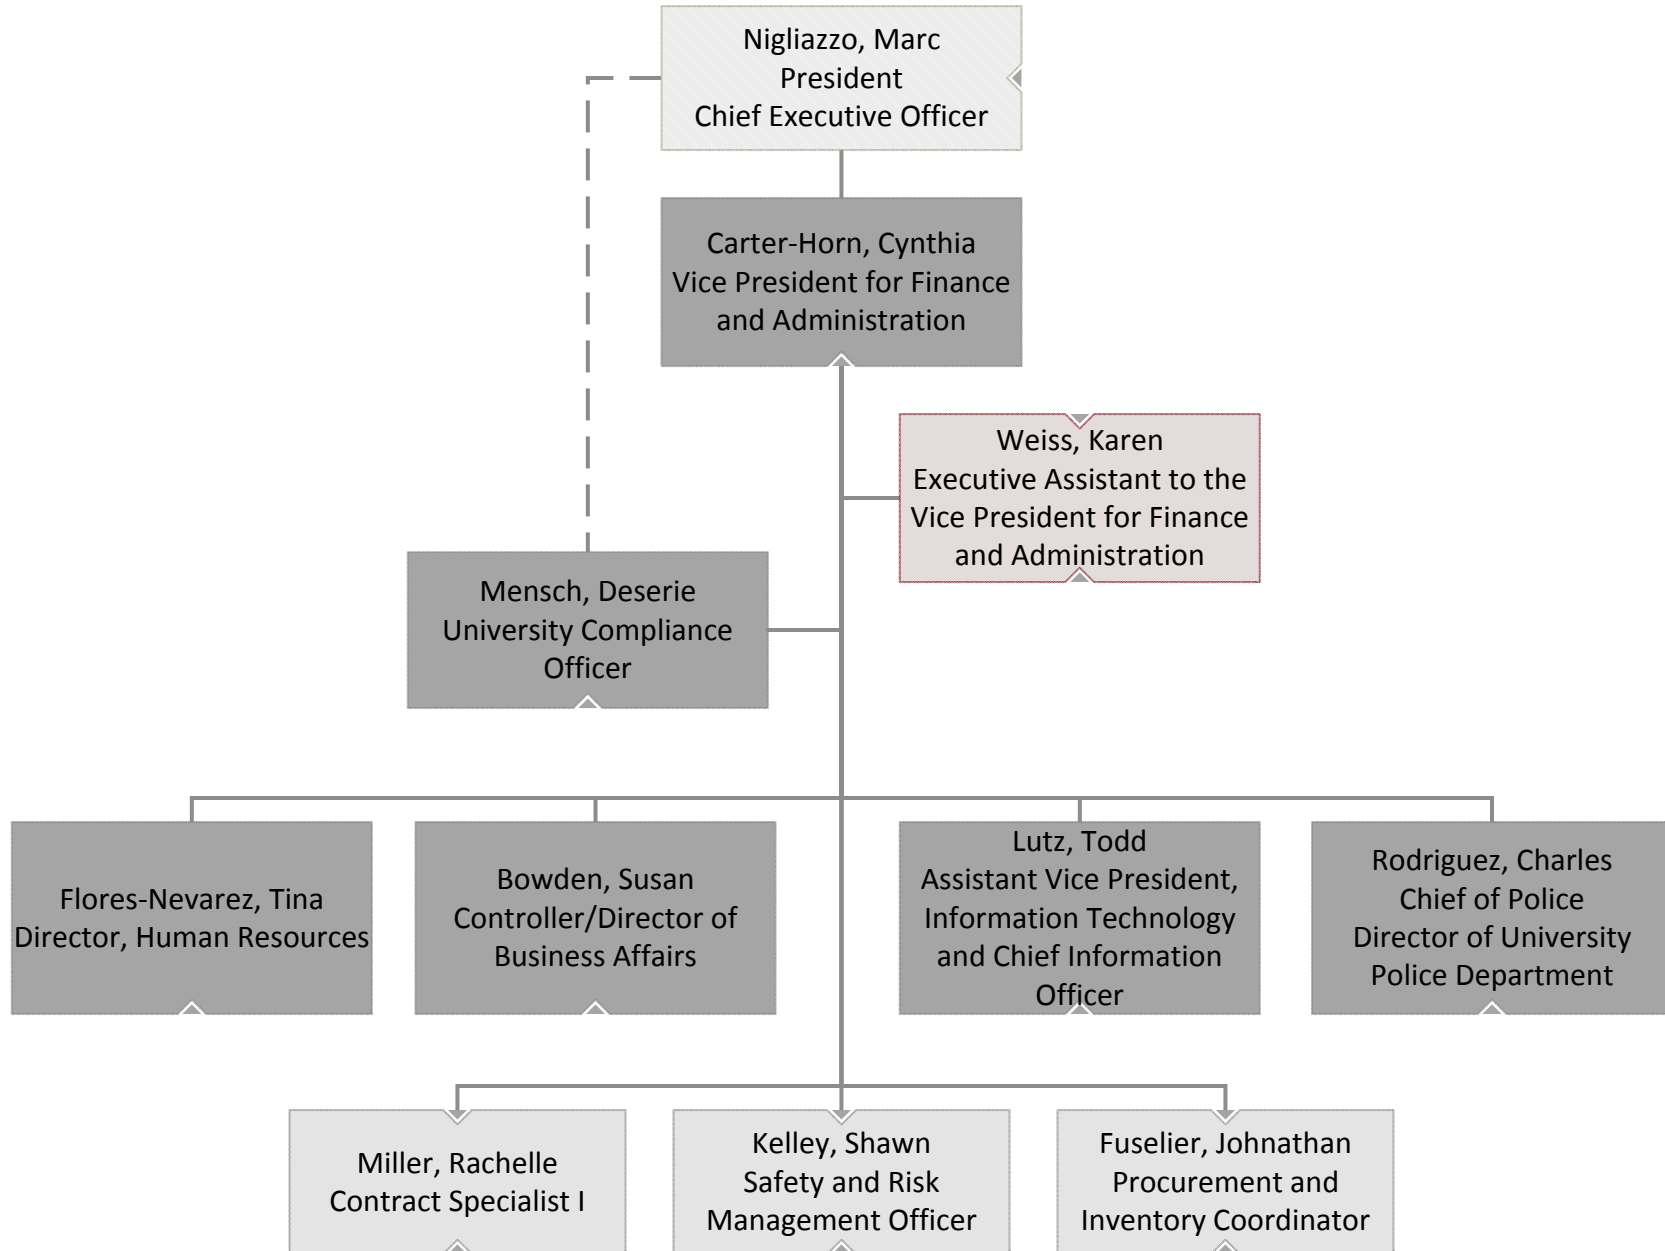 Nigliazzo, Marc
President
Chief Executive Officer
Carter-Horn, Cynthia
Vice President for Finance
and Administration
Weiss, Karen
Executive Assistant to the
Vice President for Finance
and Administration
Mensch, Deserie
University Compliance
Officer
Flores-Nevarez, Tina
Director, Human Resources
Bowden, Susan
Controller/Director of
Business Affairs
Lutz, Todd
Assistant Vice President,
Information Technology
and Chief Information
Officer
Rodriguez, Charles
Chief of Police
Director of University
Police Department
Miller, Rachelle
Contract Specialist I
Kelley, Shawn
Safety and Risk
Management Officer
Fuselier, Johnathan
Procurement and
Inventory Coordinator